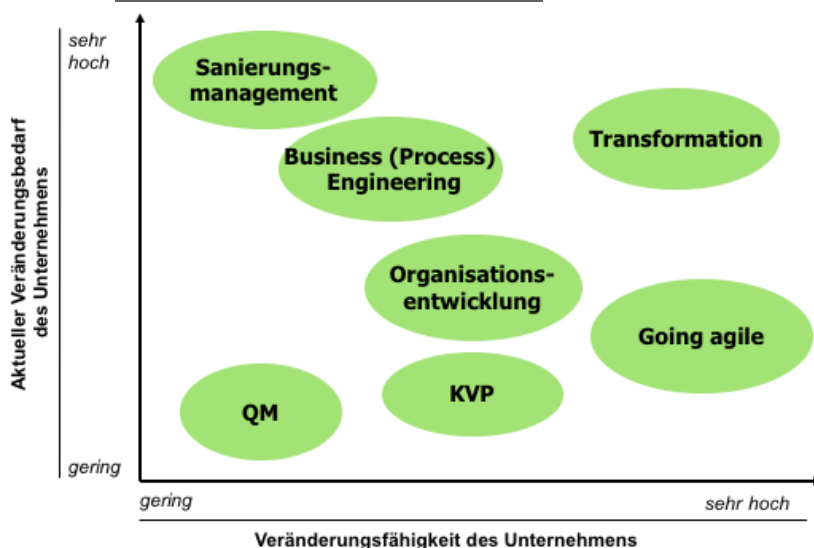 sehr
hoch
Sanierungs-
management
Business (Process)
Engineering
Transformation
Aktueller Veränderungsbedarf
des Unternehmens
Organisations-
entwicklung
Going agile
KVP
QM
gering
gering
sehr hoch
Veränderungsfähigkeit des Unternehmens